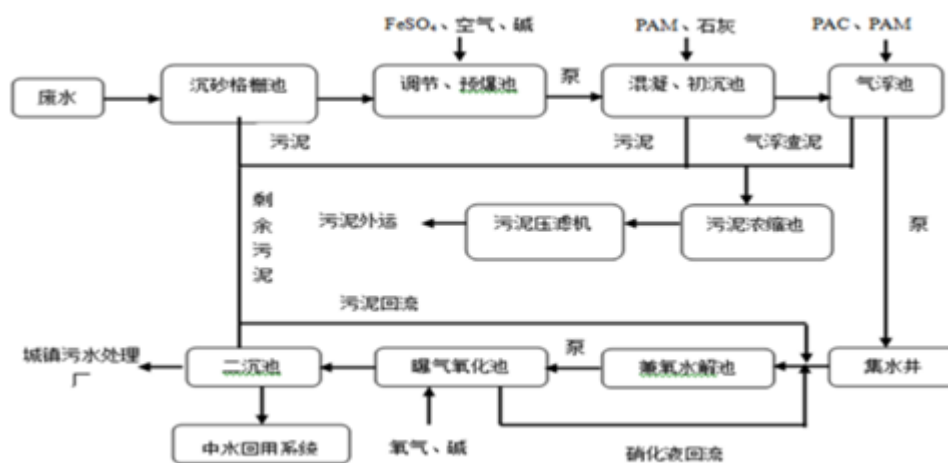 FeSO₄、空气、碱
PAM、石灰
PAC、PAM
废水
沉砂格栅池
调节、预爆池
泵
混凝、初沉池
气浮池
污泥
污泥
气浮渣泥
剩余污泥
污泥外运
污泥压滤机
污泥浓缩池
泵
污泥回流
城镇污水处理
厂
二沉池
曝气氧化池
泵
兼氧水解池
集水井
中水回用系统
氧气、碱
硝化液回流